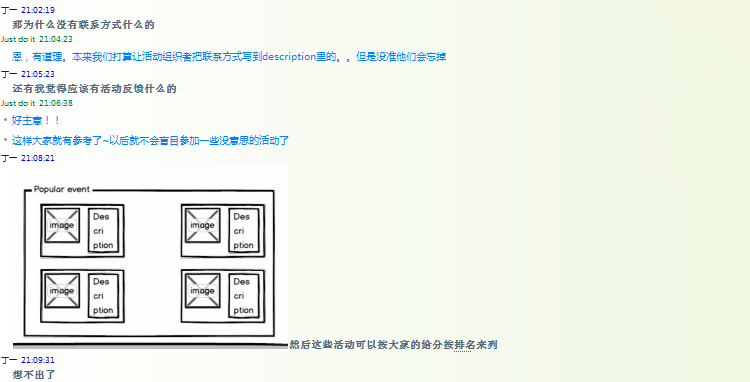 丁一 21:02:19
那为什么没有联系方式什么的
Just do it 21:04:23
恩，有道理。本来我们打算让活动组织者把联系方式写到description里的。。但是没准他们会忘掉
丁一 21:05:23
还有我觉得应该有活动反馈什么的
Just do it 21:06:38
好主意！！
这样大家就有参考了~以后就不会盲目参加一些没意思的活动了
丁一 21:08:21
Popular event
image Des cri ption image Des cri ption
image Des cri ption image Des cri ption
然后这些活动可以按大家的给分按排名来列
丁一 21:09:31
想不出了